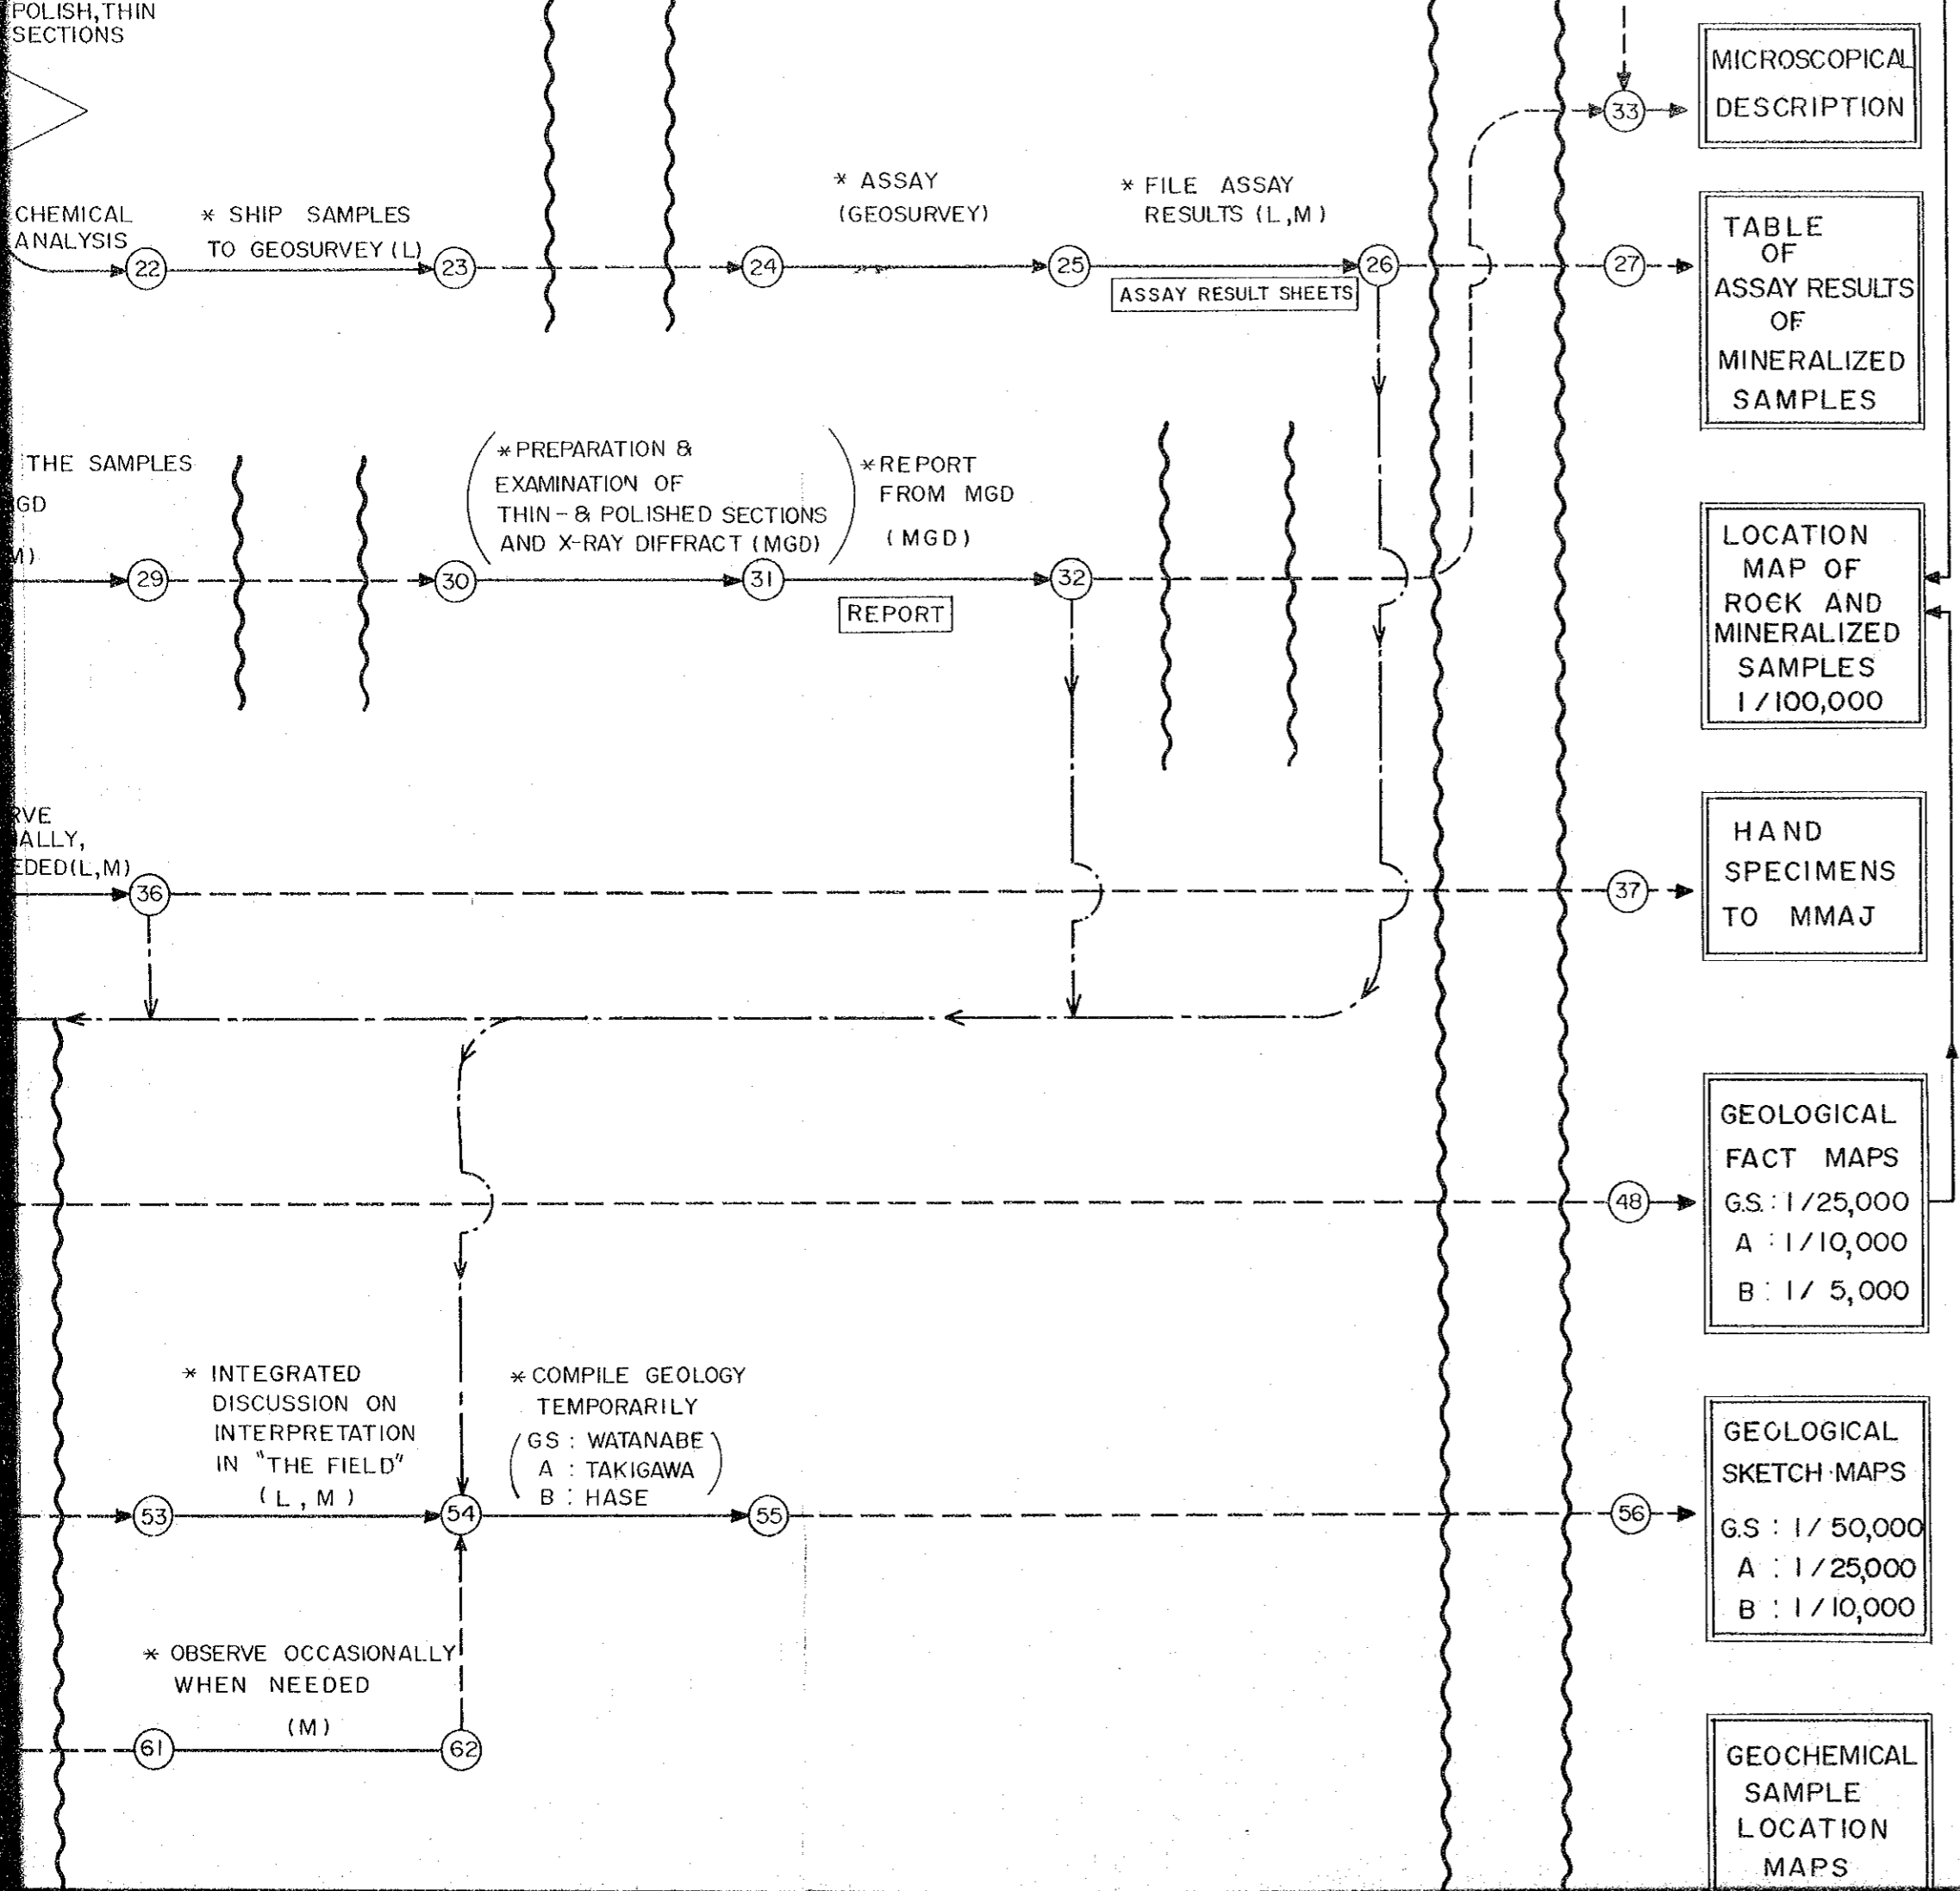 POLISH,THIN
SECTIONS
MICROSCOPICAL
DESCRIPTION
33
* ASSAY
(GEOSURVEY)
* FILE ASSAY
RESULTS (L,M)
CHEMICAL
ANALYSIS
* SHIP SAMPLES
TO GEOSURVEY (L)
22
23
24
25
26
27
ASSAY RESULT SHEETS
TABLE
OF
ASSAY RESULTS
OF
MINERALIZED
SAMPLES
THE SAMPLES
GD
M)
* PREPARATION &
EXAMINATION OF
THIN- & POLISHED SECTIONS
AND X-RAY DIFFRACT (MGD)
* REPORT
FROM MGD
(MGD)
29
30
31
32
REPORT
LOCATION
MAP OF
ROCK AND
MINERALIZED
SAMPLES
1/100,000
RVE
ALLY,
EDED(L,M)
36
37
HAND
SPECIMENS
TO MMAJ
48
GEOLOGICAL
FACT MAPS
G.S. : 1/25,000
A : 1/10,000
B : 1/ 5,000
* INTEGRATED
DISCUSSION ON
INTERPRETATION
IN "THE FIELD"
(L, M)
* COMPILE GEOLOGY
TEMPORARILY
(GS : WATANABE
A : TAKIGAWA
B : HASE)
53
54
55
56
GEOLOGICAL
SKETCH MAPS
G.S : 1/ 50,000
A : 1/25,000
B : 1/10,000
* OBSERVE OCCASIONALLY
WHEN NEEDED
(M)
61
62
GEOCHEMICAL
SAMPLE
LOCATION
MAPS